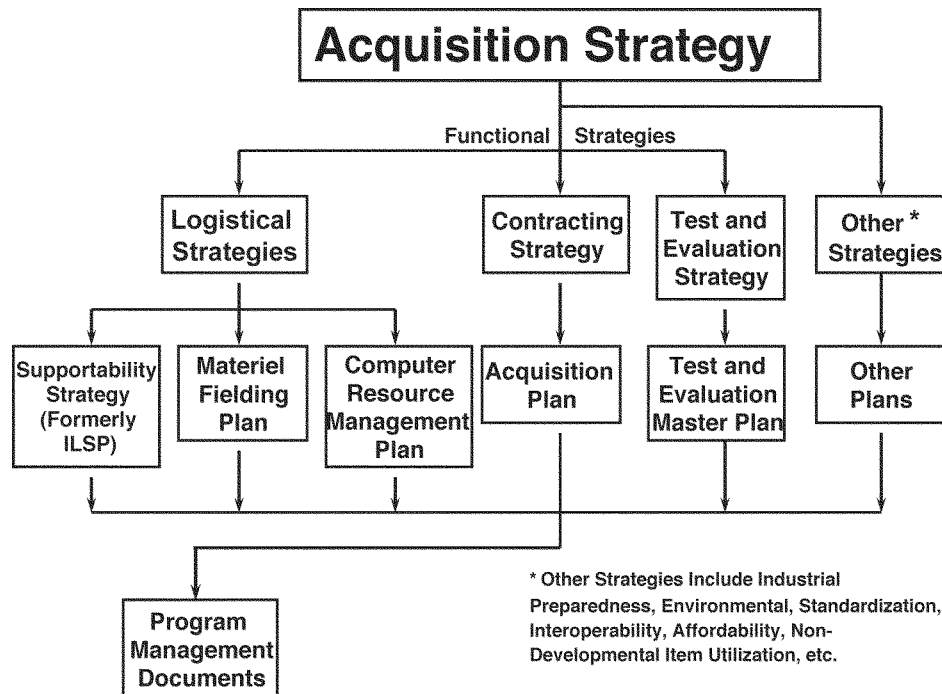 Acquisition Strategy
Functional Strategies
Logistical
Strategies
Contracting
Strategy
Test and
Evaluation
Strategy
Other *
Strategies
Supportability
Strategy
(Formerly
ILSP)
Materiel
Fielding
Plan
Computer
Resource
Management
Plan
Acquisition
Plan
Test and
Evaluation
Master Plan
Other
Plans
Program
Management
Documents
* Other Strategies Include Industrial
Preparedness, Environmental, Standardization,
Interoperability, Affordability, Non-
Developmental Item Utilization, etc.